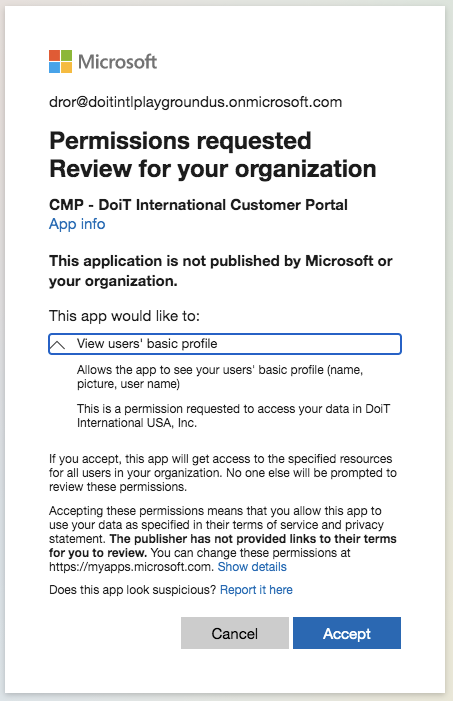 Microsoft
dror@doitintlplaygroundus.onmicrosoft.com
Permissions requested
Review for your organization
CMP - DoiT International Customer Portal
App info
This application is not published by Microsoft or
your organization.
This app would like to:
View users' basic profile
Allows the app to see your users' basic profile (name,
picture, user name)
This is a permission requested to access your data in DoiT
International USA, Inc.
If you accept, this app will get access to the specified resources
for all users in your organization. No one else will be prompted to
review these permissions.
Accepting these permissions means that you allow this app to
use your data as specified in their terms of service and privacy
statement. The publisher has not provided links to their terms
for you to review. You can change these permissions at
https://myapps.microsoft.com. Show details
Does this app look suspicious? Report it here
Cancel
Accept